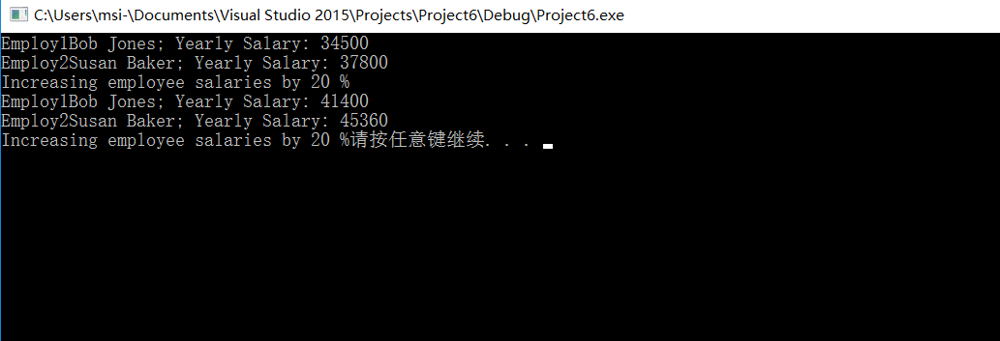 C:\Users\msi-\Documents\Visual Studio 2015\Projects\Project6\Debug\Project6.exe
Employ1Bob Jones; Yearly Salary: 34500
Employ2Susan Baker; Yearly Salary: 37800
Increasing employee salaries by 20 %
Employ1Bob Jones; Yearly Salary: 41400
Employ2Susan Baker; Yearly Salary: 45360
Increasing employee salaries by 20 %请按任意键继续. . .